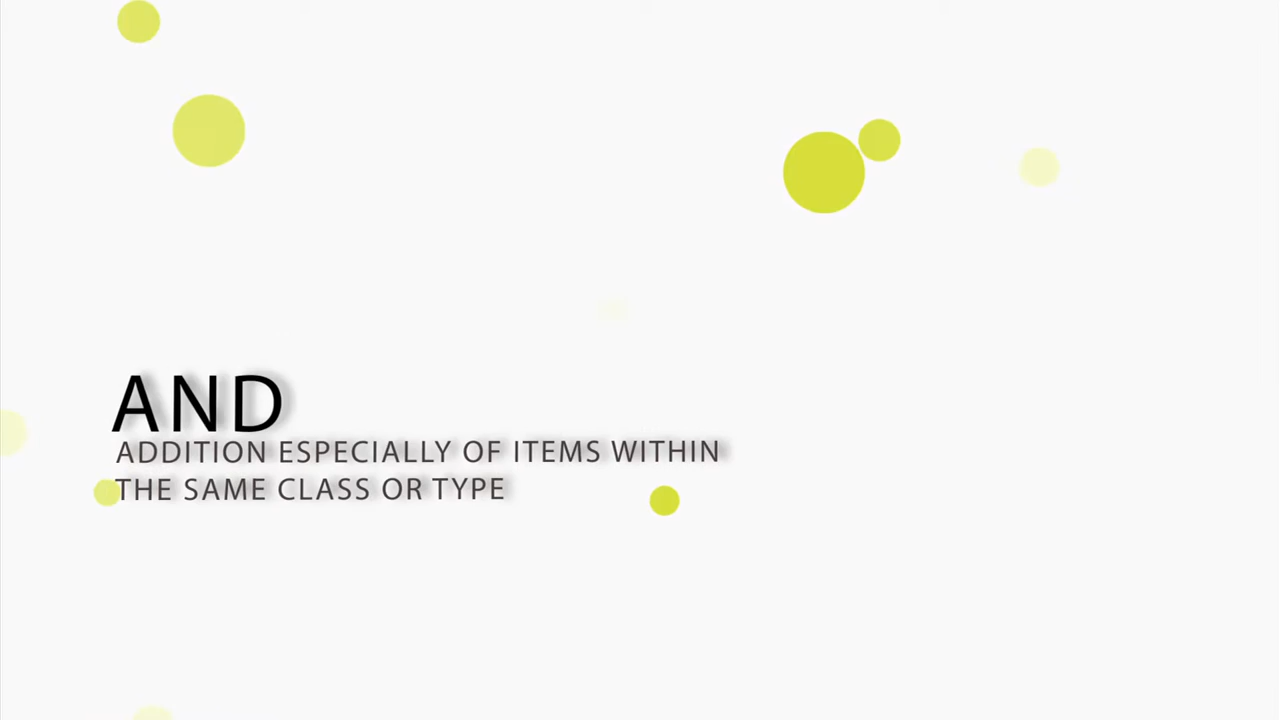 AND
ADDITION ESPECIALLY OF ITEMS WITHIN
THE SAME CLASS OR TYPE